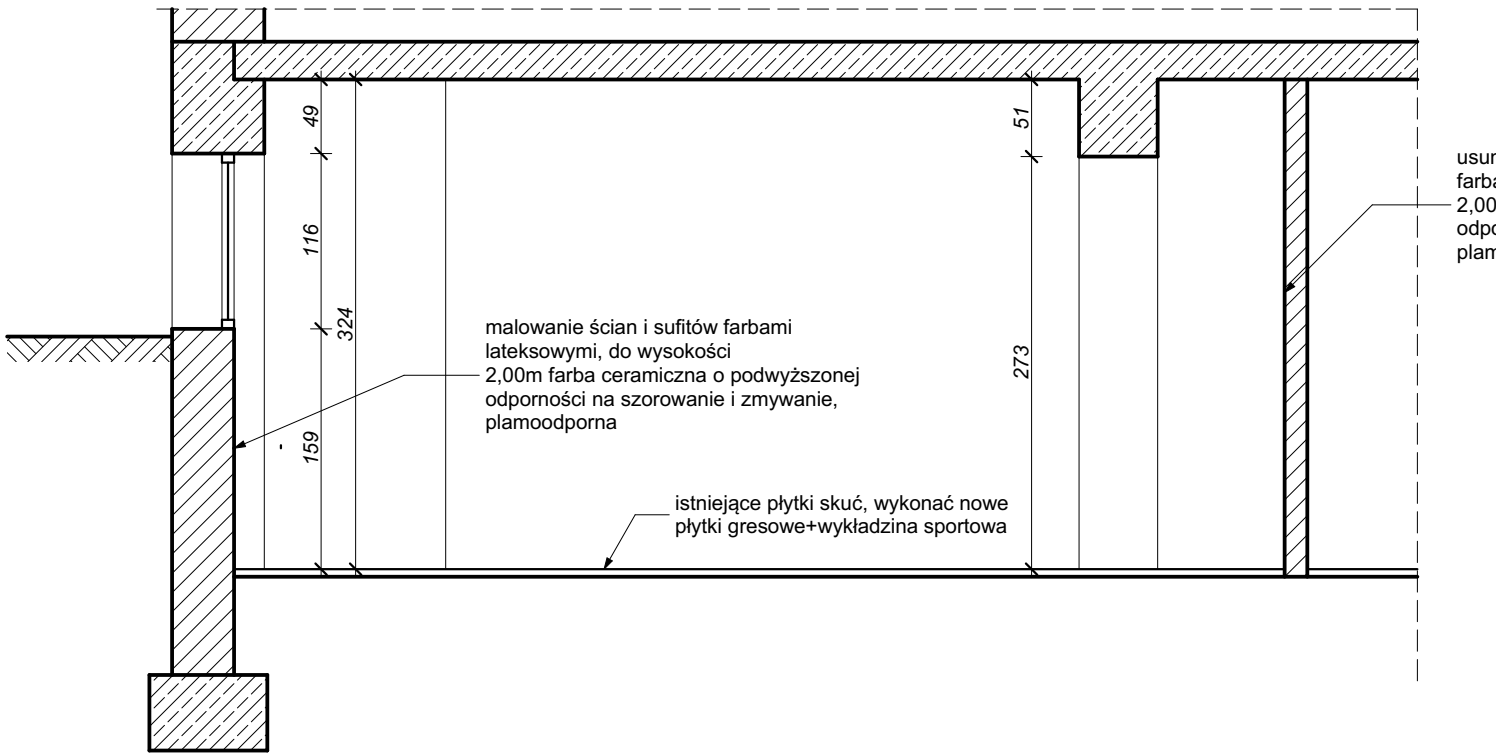 49
116
324
159
51
273
malowanie ścian i sufitów farbami
lateksowymi, do wysokości
2,00m farba ceramiczna o podwyższonej
odporności na szorowanie i zmywanie,
plamoodporna
istniejące płytki skuć, wykonać nowe
płytki gresowe+wykładzina sportowa
farba
2,00
odpo
plam